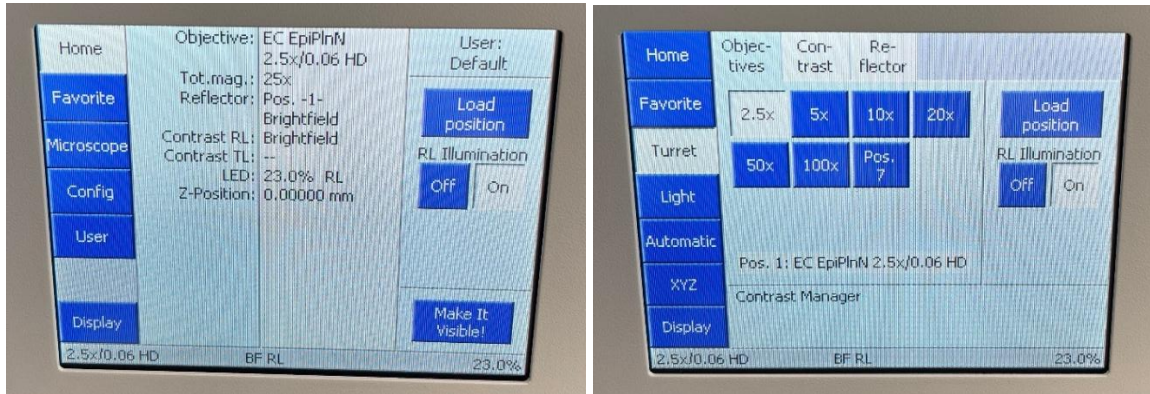 Home
Favorite
Microscope
Config
User
Display
Objective: EC EpiPlnN
2.5x/0.06 HD
Tot.mag.: 25x
Reflector: Pos. -1-
Brightfield
Contrast RL: Brightfield
Contrast TL: --
LED: 23.0% RL
Z-Position: 0.00000 mm
User:
Default
Load
position
RL Illumination
Off On
Make It
Visible!
2.5x/0.06 HD BF RL 23.0%
Home
Favorite
Turret
Light
Automatic
XYZ
Display
Objec-
tives
Con-
trast
Re-
flector
2.5x 5x 10x 20x
50x 100x Pos.
7
Pos. 1: EC EpiPlnN 2.5x/0.06 HD
Contrast Manager
Load
position
RL Illumination
Off On
2.5x/0.06 HD BF RL 23.0%